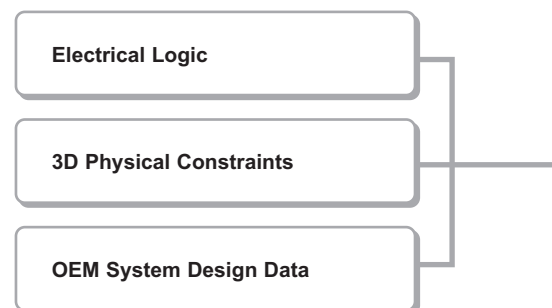 Electrical Logic
3D Physical Constraints
OEM System Design Data